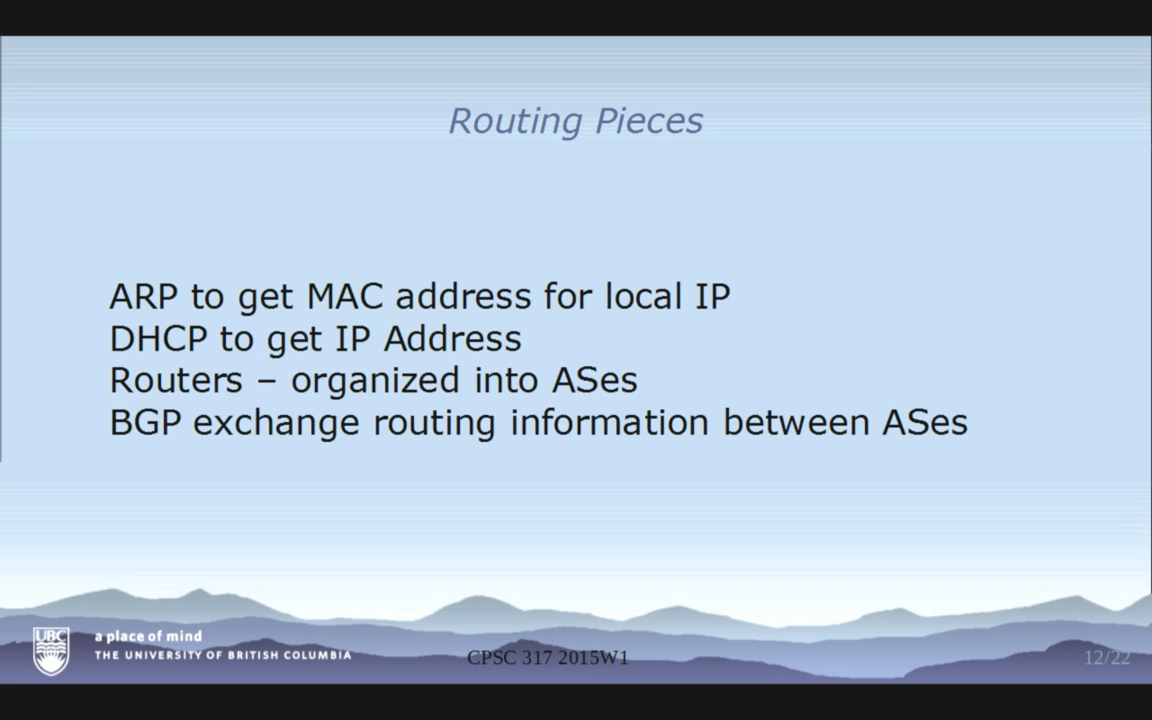 Routing Pieces
ARP to get MAC address for local IP
DHCP to get IP Address
Routers – organized into ASes
BGP exchange routing information between ASes
UBC
a place of mind
THE UNIVERSITY OF BRITISH COLUMBIA
CPSC 317 2015W1
12/22